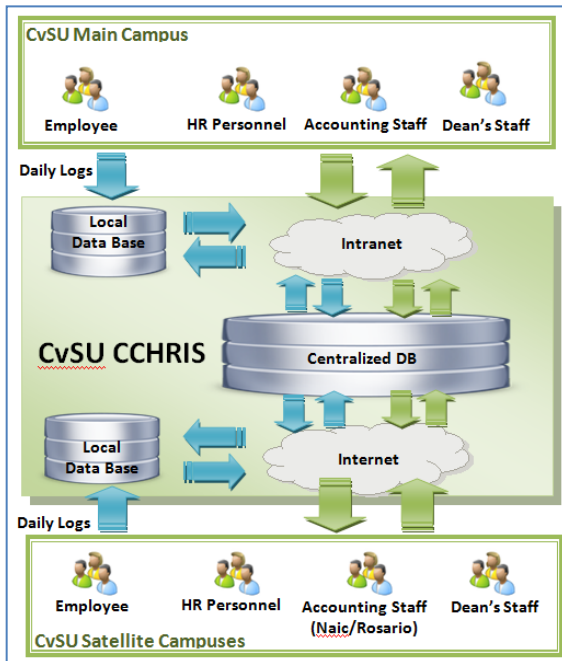 CvSU Main Campus
Employee
HR Personnel
Accounting Staff
Dean's Staff
Daily Logs
Local
Data Base
Intranet
CvSU CCHRIS
Centralized DB
Local
Data Base
Internet
Daily Logs
Employee
HR Personnel
Accounting Staff
(Naic/Rosario)
Dean's Staff
CvSU Satellite Campuses